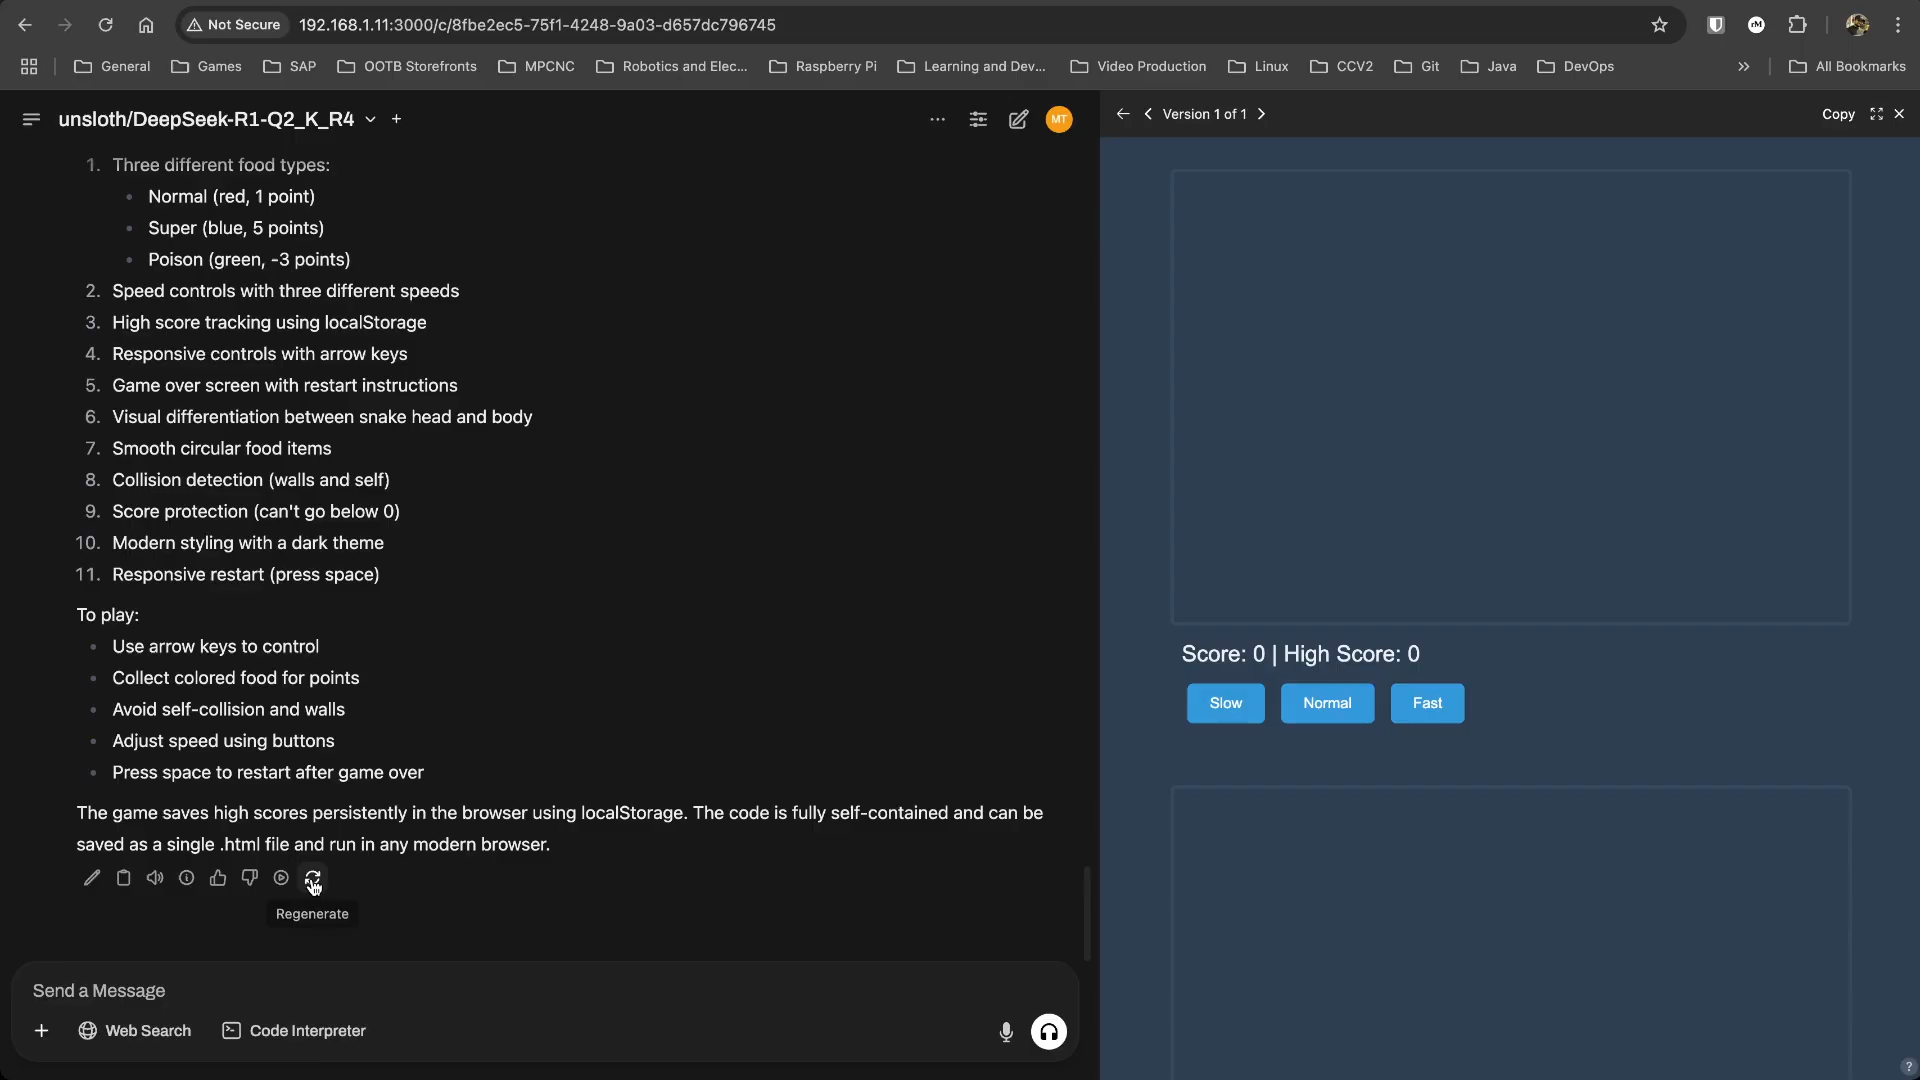 Not Secure
192.168.1.11:3000/c/8fbe2ec5-75f1-4248-9a03-d657dc796745
rM
General
Games
SAP
OOTB Storefronts
MPCNC
Robotics and Elec...
Raspberry Pi
Learning and Dev...
Video Production
Linux
CCV2
Git
Java
DevOps
All Bookmarks
unsloth/DeepSeek-R1-Q2_K_R4
MT
1. Three different food types:
Normal (red, 1 point)
Super (blue, 5 points)
Poison (green, -3 points)
2. Speed controls with three different speeds
3. High score tracking using localStorage
4. Responsive controls with arrow keys
5. Game over screen with restart instructions
6. Visual differentiation between snake head and body
7. Smooth circular food items
8. Collision detection (walls and self)
9. Score protection (can't go below 0)
10. Modern styling with a dark theme
11. Responsive restart (press space)
To play:
Use arrow keys to control
Collect colored food for points
Avoid self-collision and walls
Adjust speed using buttons
Press space to restart after game over
The game saves high scores persistently in the browser using localStorage. The code is fully self-contained and can be
saved as a single .html file and run in any modern browser.
Regenerate
Send a Message
Web Search
Code Interpreter
Version 1 of 1
Copy
Score: 0 | High Score: 0
Slow
Normal
Fast
?